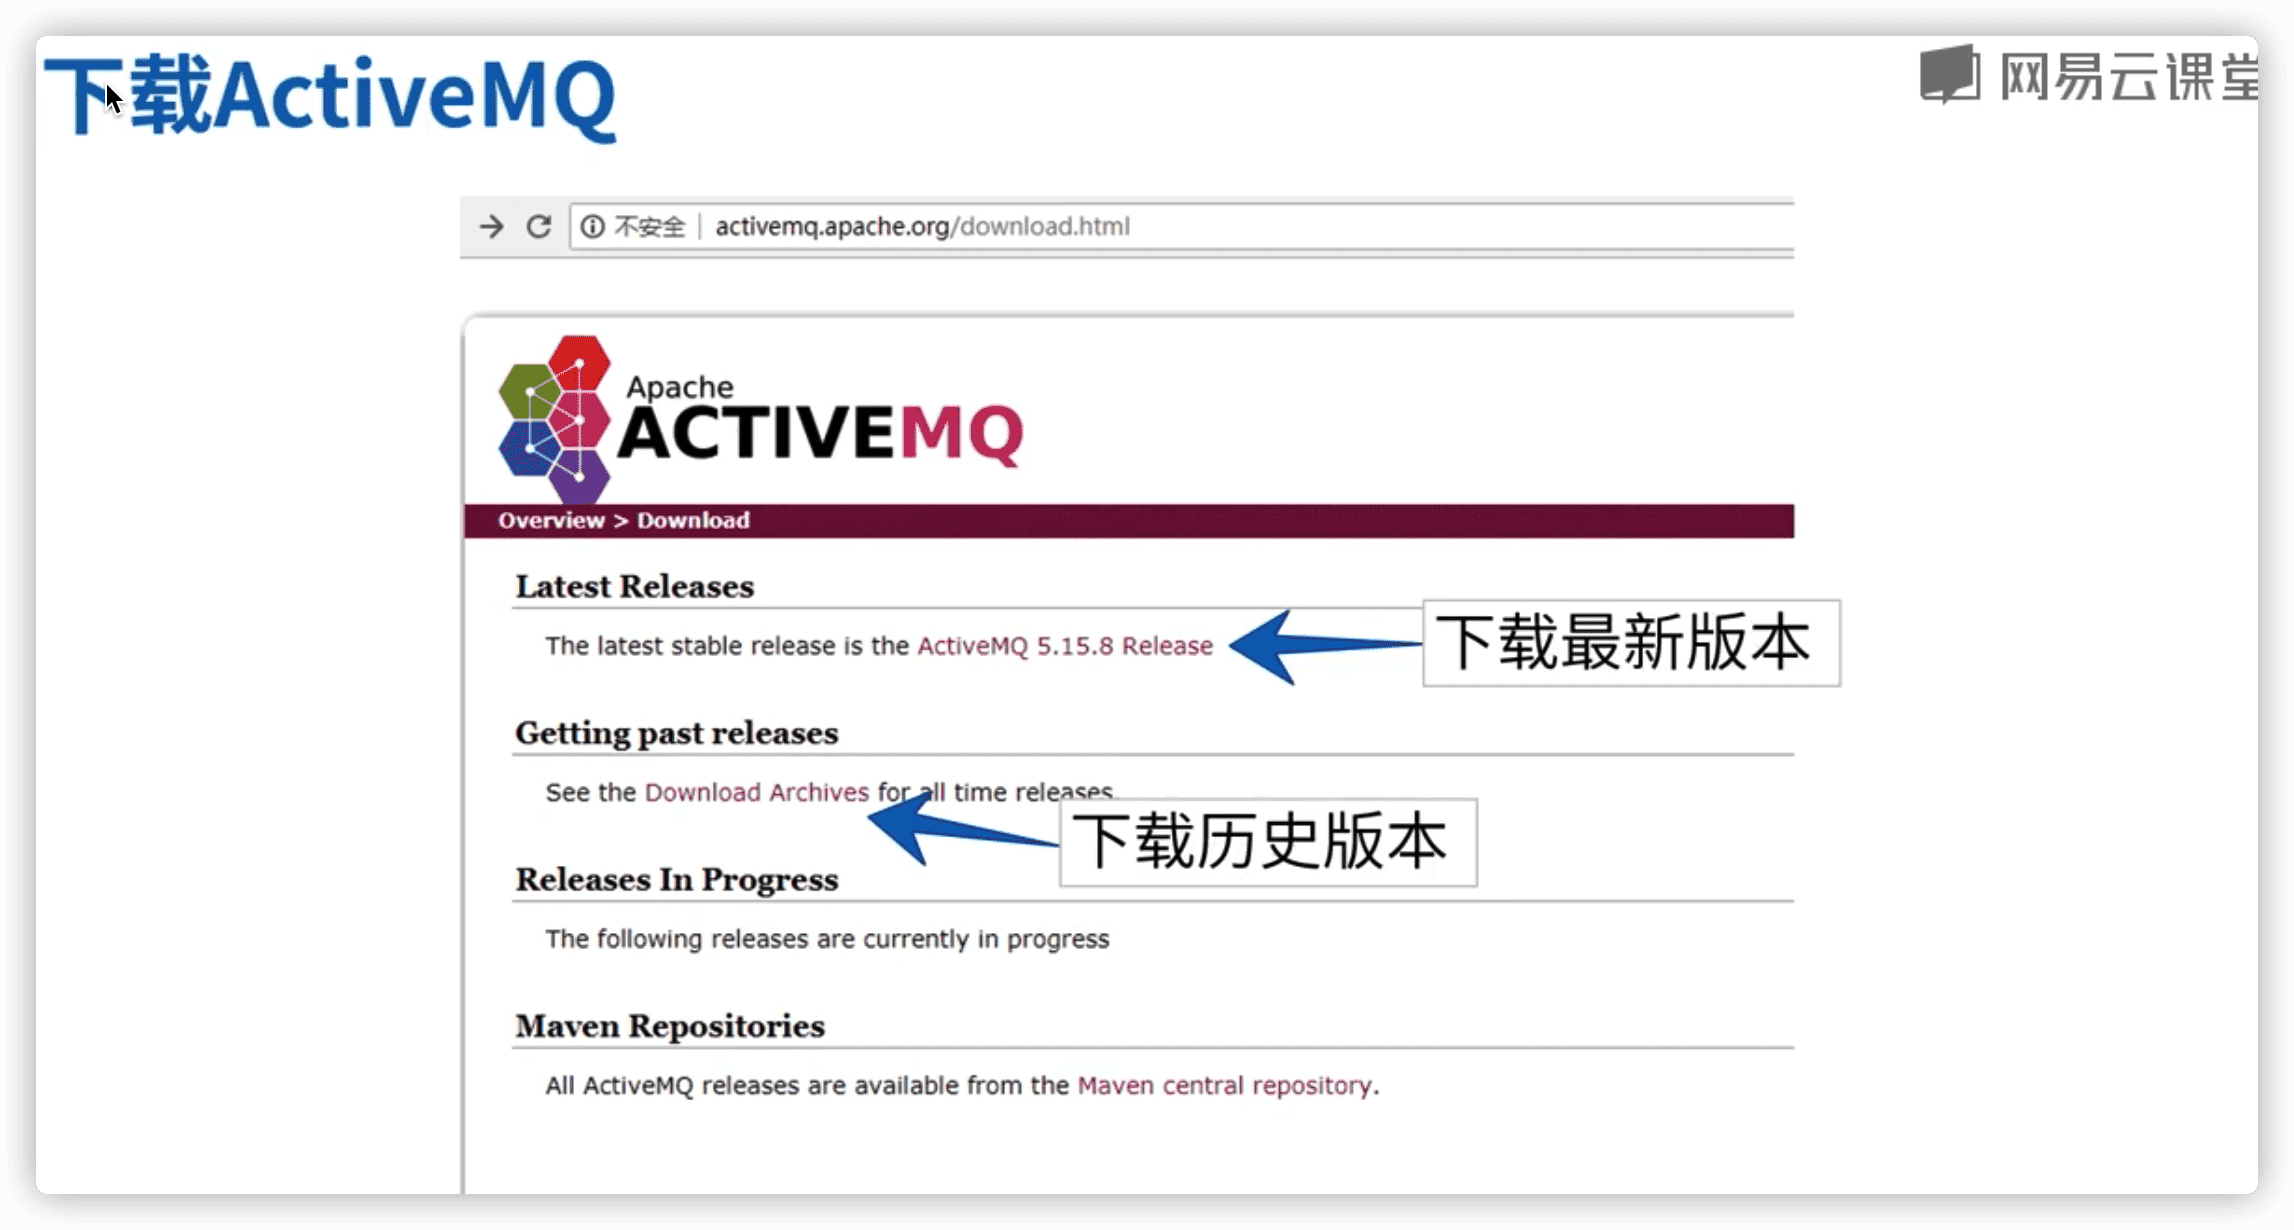 下载ActiveMQ
网易云课堂
不安全 | activemq.apache.org/download.html
Apache
ACTIVEMQ
Overview > Download
Latest Releases
The latest stable release is the ActiveMQ 5.15.8 Release
下载最新版本
Getting past releases
See the Download Archives for all time releases.
下载历史版本
Releases In Progress
The following releases are currently in progress
Maven Repositories
All ActiveMQ releases are available from the Maven central repository.